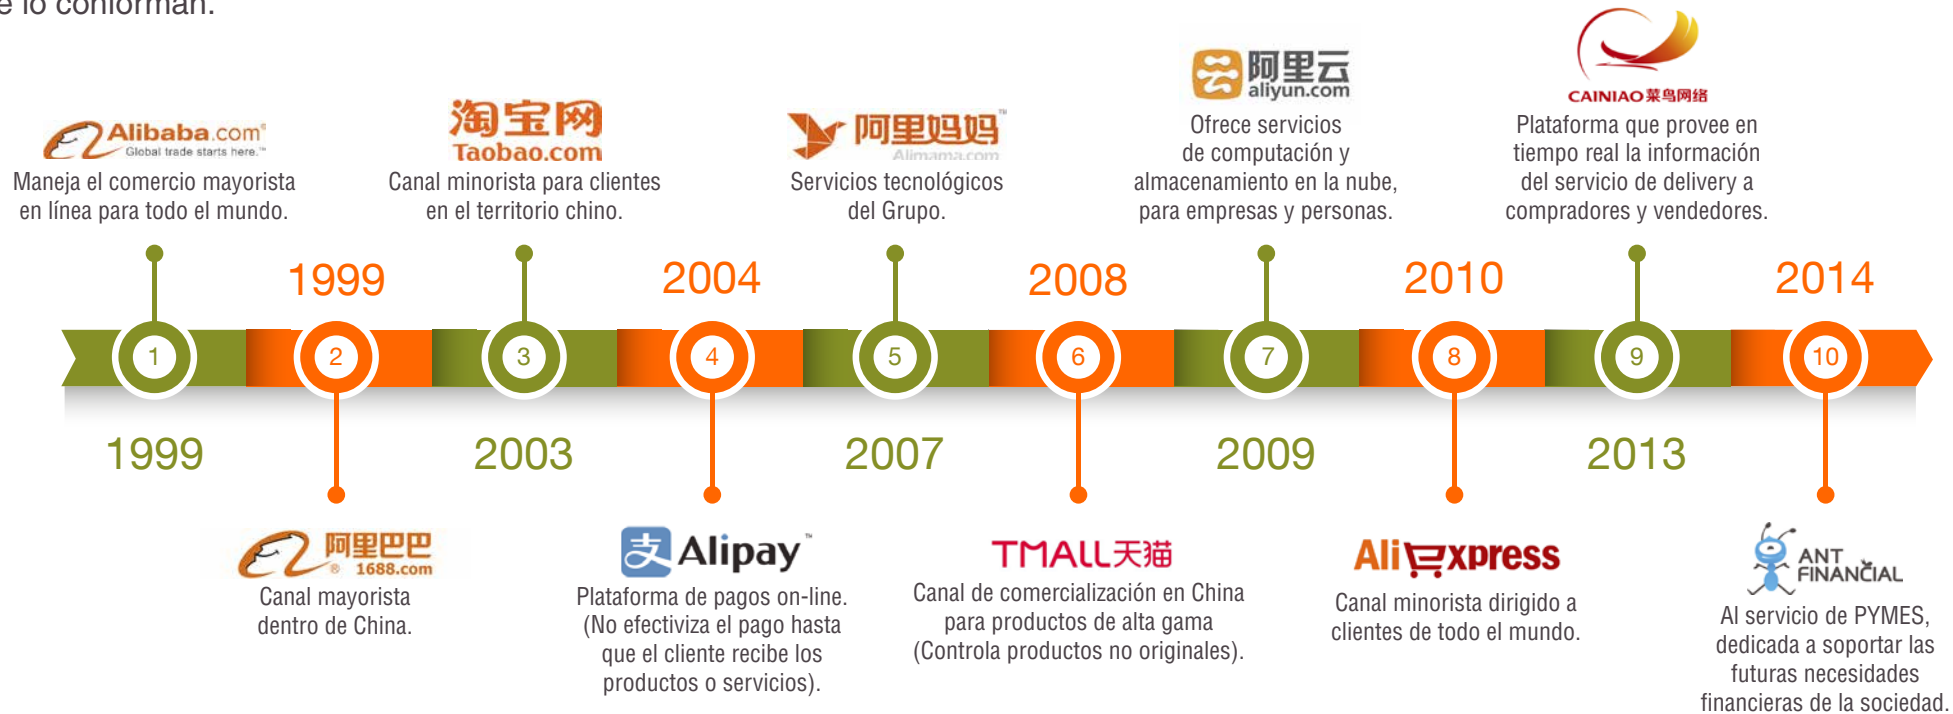 e lo conforman.
Alibaba.com®
Global trade starts here.™
Maneja el comercio mayorista
en línea para todo el mundo.
1
1999
1999
2
阿里巴巴
® 1688.com
Canal mayorista
dentro de China.
淘宝网
Taobao.com
Canal minorista para clientes
en el territorio chino.
3
2003
2004
4
支 Alipay™
Plataforma de pagos on-line.
(No efectiviza el pago hasta
que el cliente recibe los
productos o servicios).
阿里妈妈™
Alimama.com
Servicios tecnológicos
del Grupo.
5
2007
2008
6
TMALL天猫
Canal de comercialización en China
para productos de alta gama
(Controla productos no originales).
阿里云
aliyun.com
Ofrece servicios
de computación y
almacenamiento en la nube,
para empresas y personas.
7
2009
2010
8
AliExpress
Canal minorista dirigido a
clientes de todo el mundo.
CAINIAO菜鸟网络
Plataforma que provee en
tiempo real la información
del servicio de delivery a
compradores y vendedores.
9
2013
2014
10
ANT
FINANCIAL
Al servicio de PYMES,
dedicada a soportar las
futuras necesidades
financieras de la sociedad.